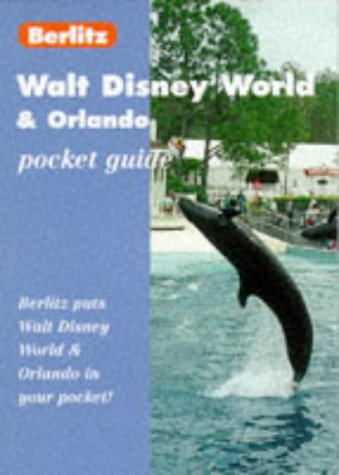 Berlitz
Walt Disney World
& Orlando
pocket guide
Berlitz puts
Walt Disney
World &
Orlando in
your pocket!